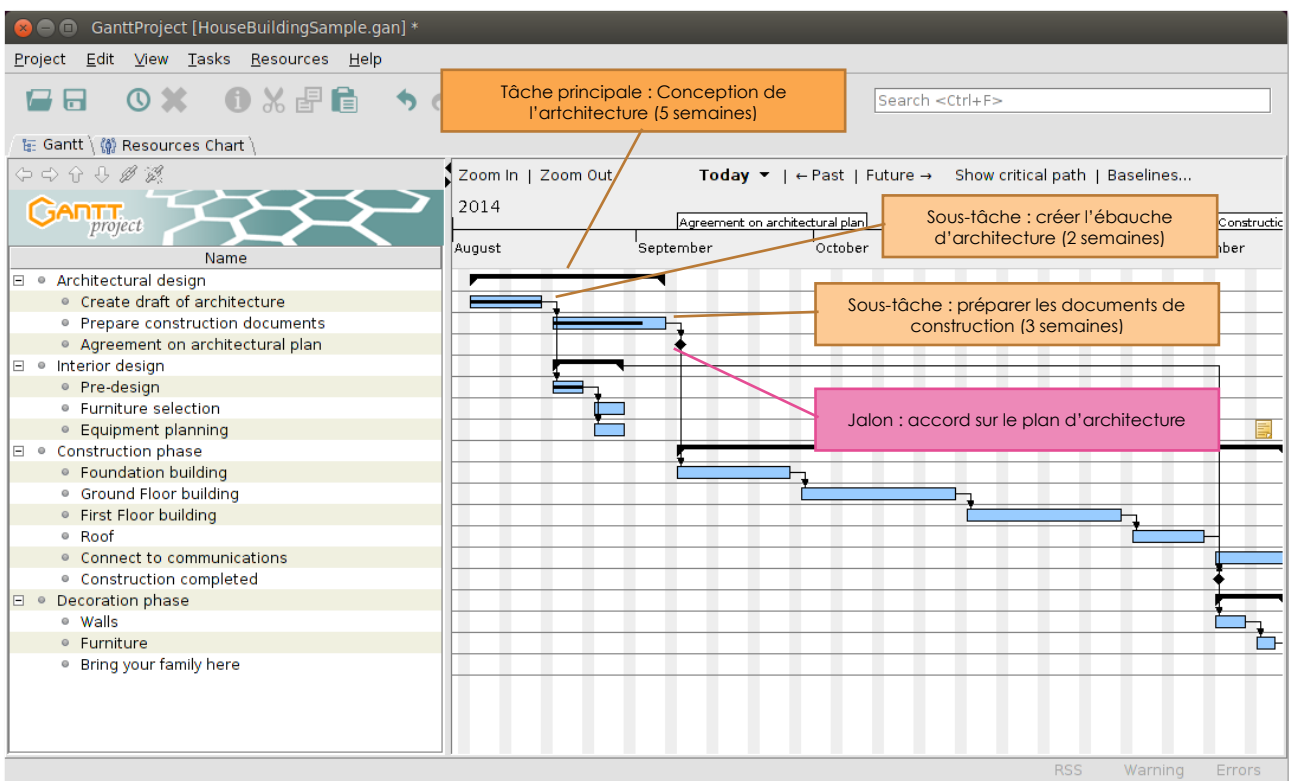 GanttProject [HouseBuildingSample.gan] *
Project Edit View Tasks Resources Help
Tâche principale : Conception de
l’artchitecture (5 semaines)
Search <Ctrl+F>
Gantt
Resources Chart
Zoom In | Zoom Out
Today
| ← Past | Future → Show critical path | Baselines...
GANTT
project
2014
Agreement on architectural plan
Sous-tâche : créer l’ébauche
d’architecture (2 semaines)
Constructic
August
September
October
Name
Architectural design
Create draft of architecture
Prepare construction documents
Agreement on architectural plan
Interior design
Pre-design
Furniture selection
Equipment planning
Construction phase
Foundation building
Ground Floor building
First Floor building
Roof
Connect to communications
Construction completed
Decoration phase
Walls
Furniture
Bring your family here
Sous-tâche : préparer les documents de
construction (3 semaines)
Jalon : accord sur le plan d’architecture
RSS Warning Errors